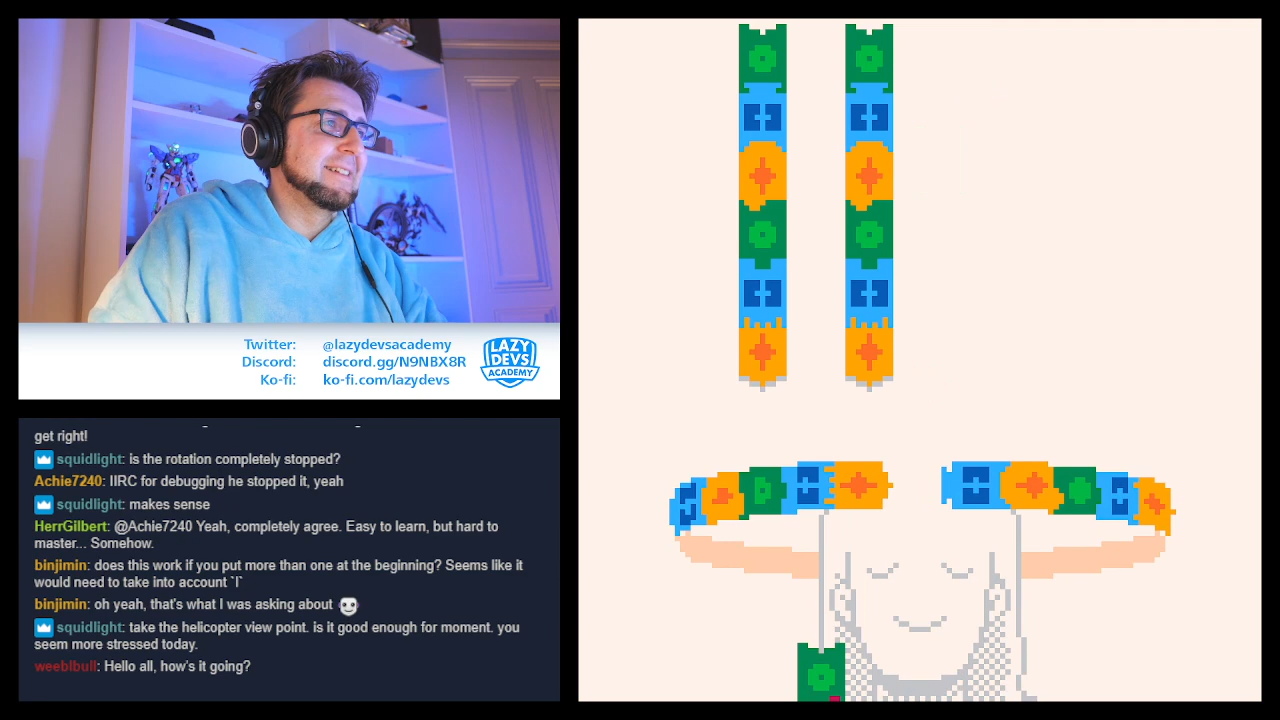 Twitter: @lazydevsacademy
Discord: discord.gg/N9NBX8R
Ko-fi: ko-fi.com/lazydevs
LAZY
DEVS
ACADEMY
get right!
squidlight: is the rotation completely stopped?
Achie7240: IIRC for debugging he stopped it, yeah
squidlight: makes sense
HerrGilbert: @Achie7240 Yeah, completely agree. Easy to learn, but hard to
master... Somehow.
binjimin: does this work if you put more than one at the beginning? Seems like it
would need to take into account `l`
binjimin: oh yeah, that's what I was asking about
squidlight: take the helicopter view point. is it good enough for moment. you
seem more stressed today.
weeblbull: Hello all, how's it going?